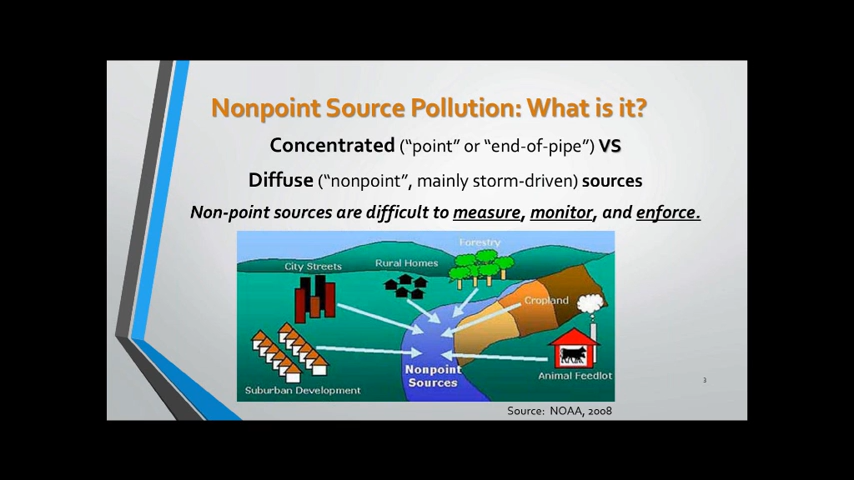 Nonpoint Source Pollution: What is it?
Concentrated (“point” or “end-of-pipe”) VS
Diffuse (“nonpoint”, mainly storm-driven) sources
Non-point sources are difficult to measure, monitor, and enforce.
Forestry
City Streets
Rural Homes
Cropland
Nonpoint
Sources
Animal Feedlot
Suburban Development
3
Source: NOAA, 2008